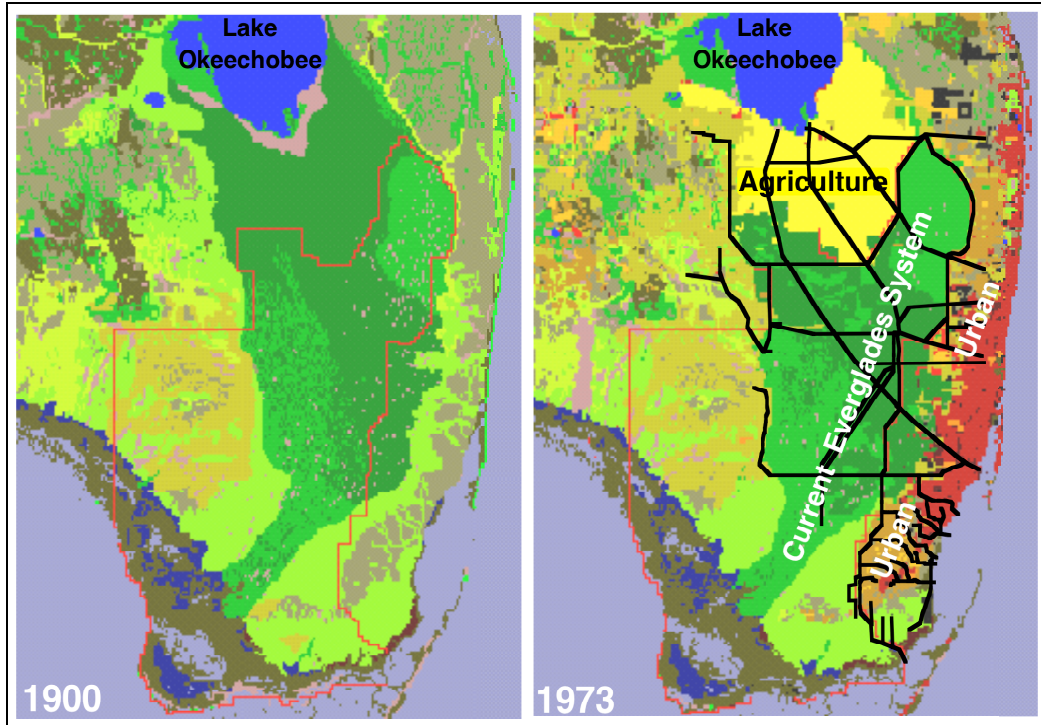 Lake
Okeechobee
1900
Lake
Okeechobee
Agriculture
Current Everglades System
Urban
Urban
1973